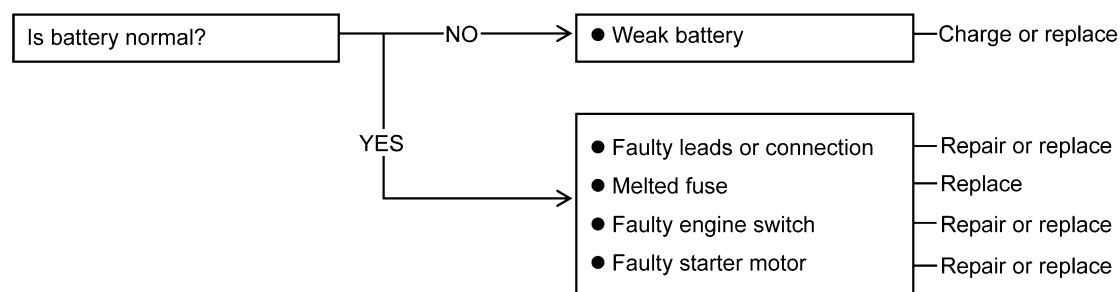 Is battery normal?
NO
● Weak battery
Charge or replace
YES
● Faulty leads or connection
Repair or replace
● Melted fuse
Replace
● Faulty engine switch
Repair or replace
● Faulty starter motor
Repair or replace